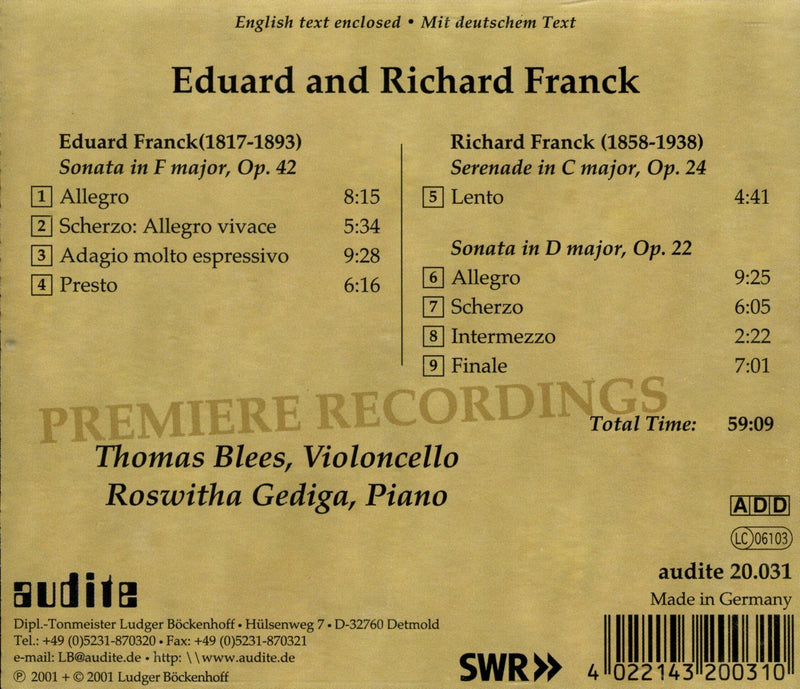 English text enclosed • Mit deutschem Text
Eduard and Richard Franck
Eduard Franck(1817-1893)
Sonata in F major, Op. 42
1 Allegro 8:15
2 Scherzo: Allegro vivace 5:34
3 Adagio molto espressivo 9:28
4 Presto 6:16
Richard Franck (1858-1938)
Serenade in C major, Op. 24
5 Lento 4:41
Sonata in D major, Op. 22
6 Allegro 9:25
7 Scherzo 6:05
8 Intermezzo 2:22
9 Finale 7:01
PREMIERE RECORDINGS
Total Time: 59:09
Thomas Blees, Violoncello
Roswitha Gediga, Piano
ADD
LC 06103
audite 20.031
Made in Germany
audite
Dipl.-Tonmeister Ludger Böckenhoff • Hülsenweg 7 • D-32760 Detmold
Tel.: +49 (0)5231-870320 • Fax: +49 (0)5231-870321
e-mail: LB@audite.de • http: \\www.audite.de
℗ 2001 + © 2001 Ludger Böckenhoff
SWR
4 022143 200310